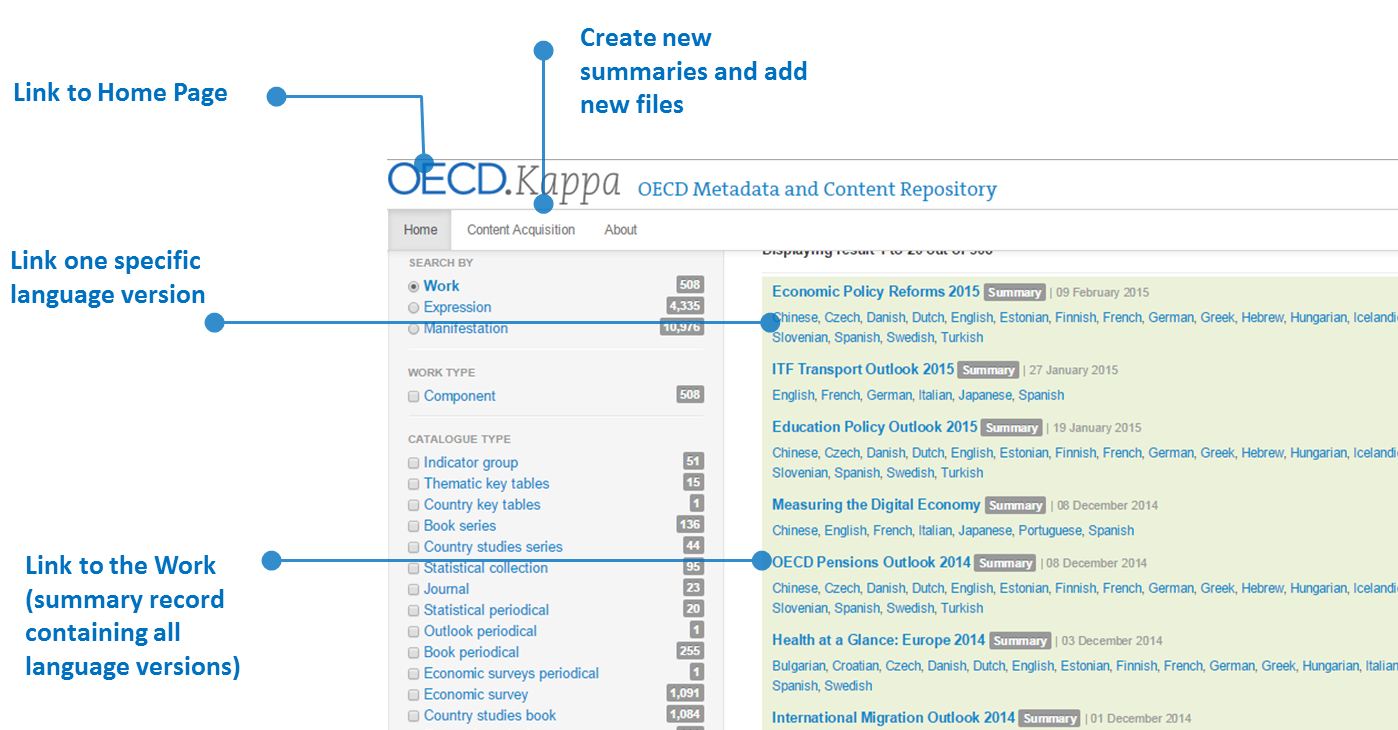 Create new
summaries and add
new files
Link to Home Page
OECD.Kappa OECD Metadata and Content Repository
Home Content Acquisition About
Link one specific
language version
Link to the Work
(summary record
containing all
language versions)
SEARCH BY
Work 508
Expression 4,335
Manifestation 10,976
WORK TYPE
Component 508
CATALOGUE TYPE
Indicator group 51
Thematic key tables 15
Country key tables 1
Book series 136
Country studies series 44
Statistical collection 95
Journal 23
Statistical periodical 20
Outlook periodical 1
Book periodical 255
Economic surveys periodical 1
Economic survey 1,091
Country studies book 1,084
Displaying result 1 to 20 out of 508
Economic Policy Reforms 2015 Summary | 09 February 2015
Chinese, Czech, Danish, Dutch, English, Estonian, Finnish, French, German, Greek, Hebrew, Hungarian, Icelandi
Slovenian, Spanish, Swedish, Turkish
ITF Transport Outlook 2015 Summary | 27 January 2015
English, French, German, Italian, Japanese, Spanish
Education Policy Outlook 2015 Summary | 19 January 2015
Chinese, Czech, Danish, Dutch, English, Estonian, Finnish, French, German, Greek, Hebrew, Hungarian, Icelandi
Slovenian, Spanish, Swedish, Turkish
Measuring the Digital Economy Summary | 08 December 2014
Chinese, English, French, Italian, Japanese, Portuguese, Spanish
OECD Pensions Outlook 2014 Summary | 08 December 2014
Chinese, Czech, Danish, Dutch, English, Estonian, Finnish, French, German, Greek, Hebrew, Hungarian, Icelandi
Slovenian, Spanish, Swedish, Turkish
Health at a Glance: Europe 2014 Summary | 03 December 2014
Bulgarian, Croatian, Czech, Danish, Dutch, English, Estonian, Finnish, French, German, Greek, Hungarian, Italian
Spanish, Swedish
International Migration Outlook 2014 Summary | 01 December 2014